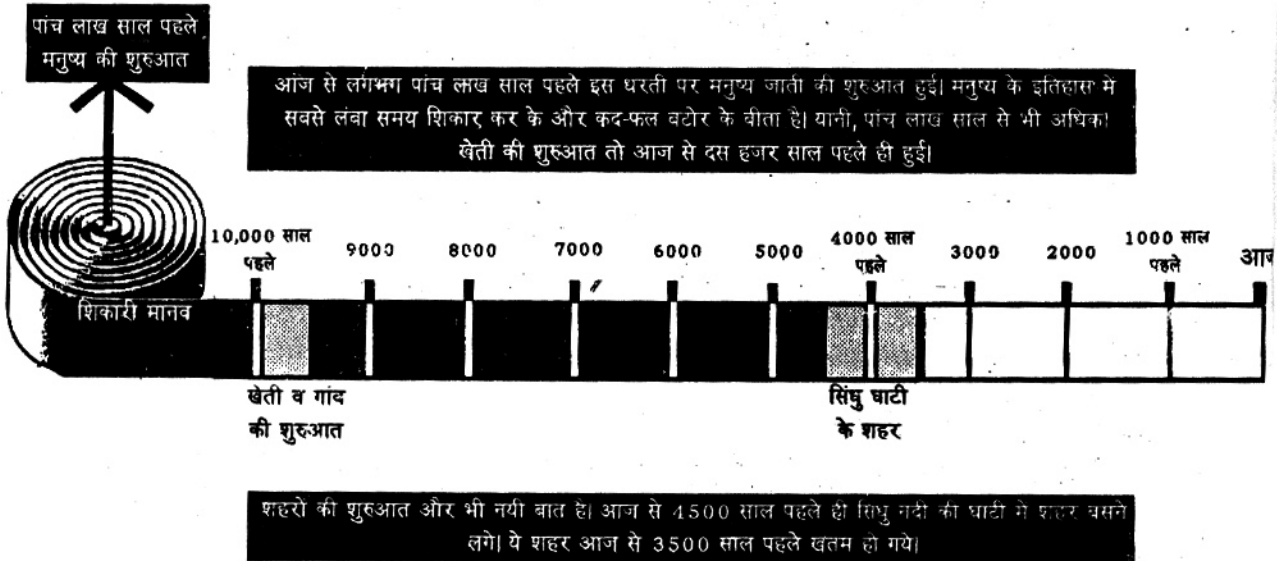 पांच लाख साल पहले
मनुष्य की शुरुआत
आज से लगभग पांच लाख साल पहले इस धरती पर मनुष्य जाती की शुरुआत हुई। मनुष्य के इतिहास में
सबसे लंबा समय शिकार कर के और कद-फल बटोर के बीता है। यानी, पांच लाख साल से भी अधिक।
खेती की शुरुआत तो आज से दस हजर साल पहले ही हुई।
10,000 साल पहले
9000
8000
7000
6000
5000
4000 साल पहले
3000
2000
1000 साल पहले
आज
शिकारी मानव
खेती व गांद
की शुरुआत
सिंघु घाटी
के शहर
शहरों की शुरुआत और भी नयी बात है। आज से 4500 साल पहले ही सिंधु नदी की घाटी में शहर बसने
लगे। ये शहर आज से 3500 साल पहले खतम हो गये।